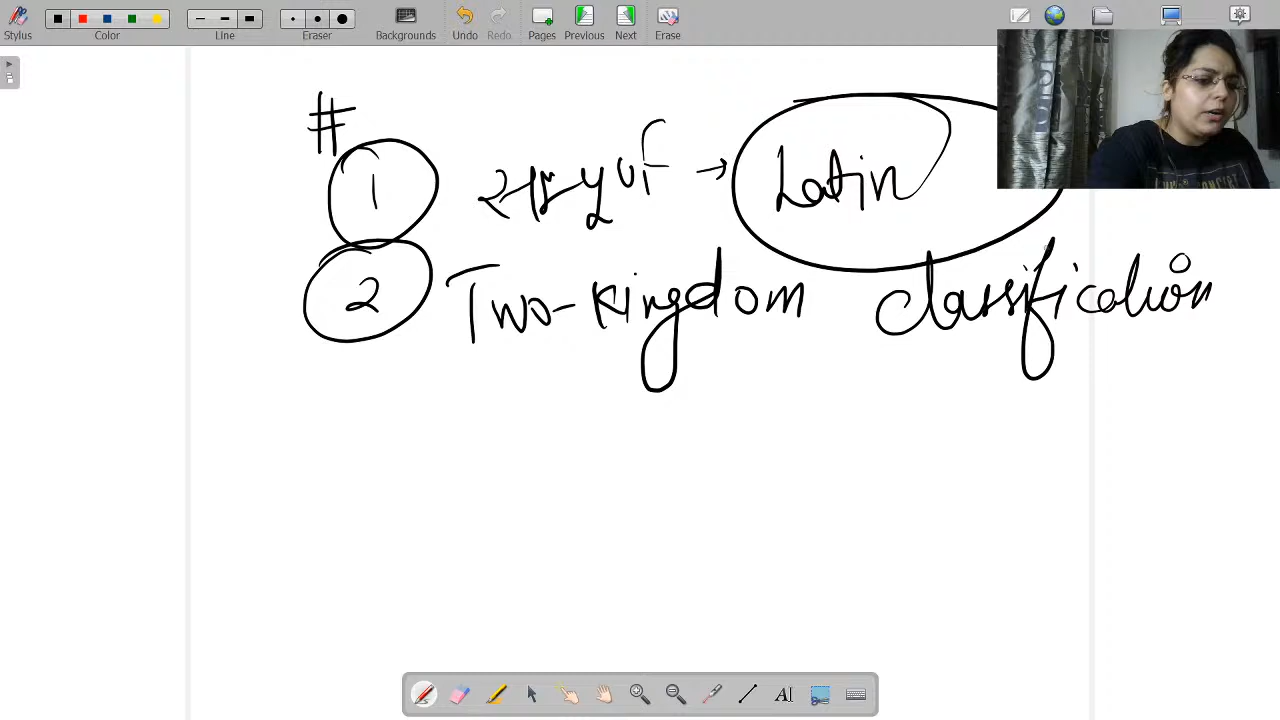 Stylus Color Line Eraser Backgrounds Undo Redo Pages Previous Next Erase
#
1 → Latin
2 Two-Kingdom classification